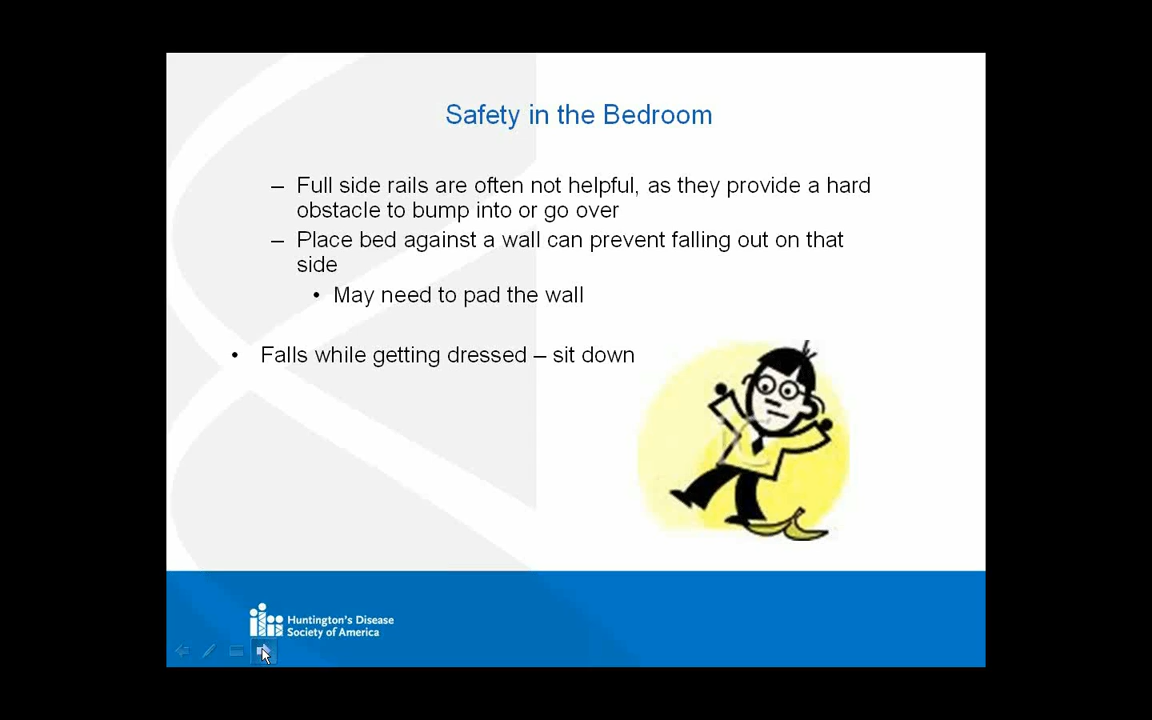 Safety in the Bedroom
– Full side rails are often not helpful, as they provide a hard
obstacle to bump into or go over
– Place bed against a wall can prevent falling out on that
side
• May need to pad the wall
• Falls while getting dressed – sit down
Huntington's Disease
Society of America